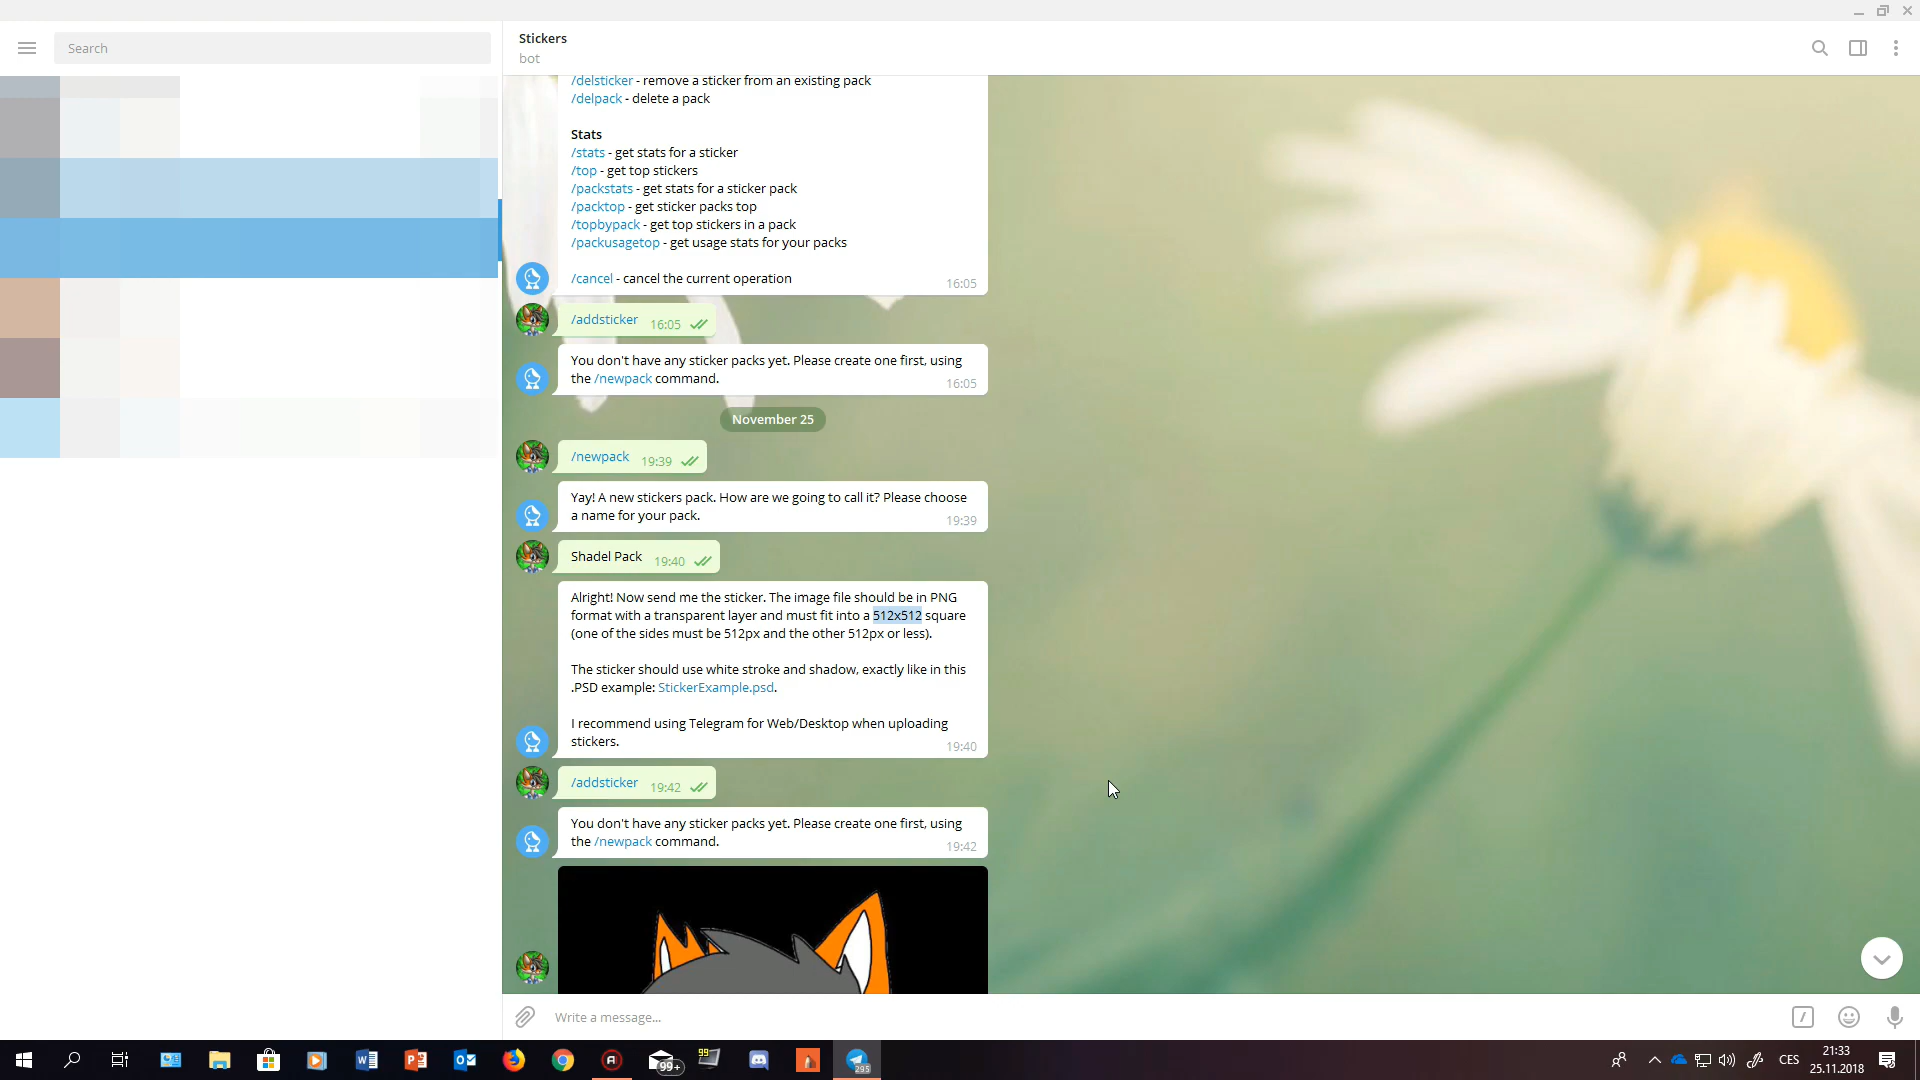 Search
Stickers
bot
/delsticker - remove a sticker from an existing pack
/delpack - delete a pack
Stats
/stats - get stats for a sticker
/top - get top stickers
/packstats - get stats for a sticker pack
/packtop - get sticker packs top
/topbypack - get top stickers in a pack
/packusagetop - get usage stats for your packs
/cancel - cancel the current operation
16:05
/addsticker 16:05
You don't have any sticker packs yet. Please create one first, using
the /newpack command.
16:05
November 25
/newpack 19:39
Yay! A new stickers pack. How are we going to call it? Please choose
a name for your pack.
19:39
Shadel Pack 19:40
Alright! Now send me the sticker. The image file should be in PNG
format with a transparent layer and must fit into a 512x512 square
(one of the sides must be 512px and the other 512px or less).
The sticker should use white stroke and shadow, exactly like in this
.PSD example: StickerExample.psd.
I recommend using Telegram for Web/Desktop when uploading
stickers.
19:40
/addsticker 19:42
You don't have any sticker packs yet. Please create one first, using
the /newpack command.
19:42
Write a message...
99+
99
295
CES
21:33
25.11.2018